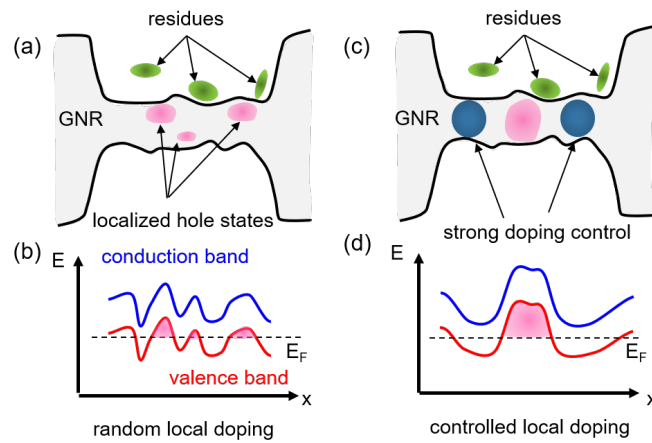 (a)
residues
GNR
localized hole states
(b)
E
conduction band
E_F
valence band
x
random local doping
(c)
residues
GNR
strong doping control
(d)
E
E_F
x
controlled local doping